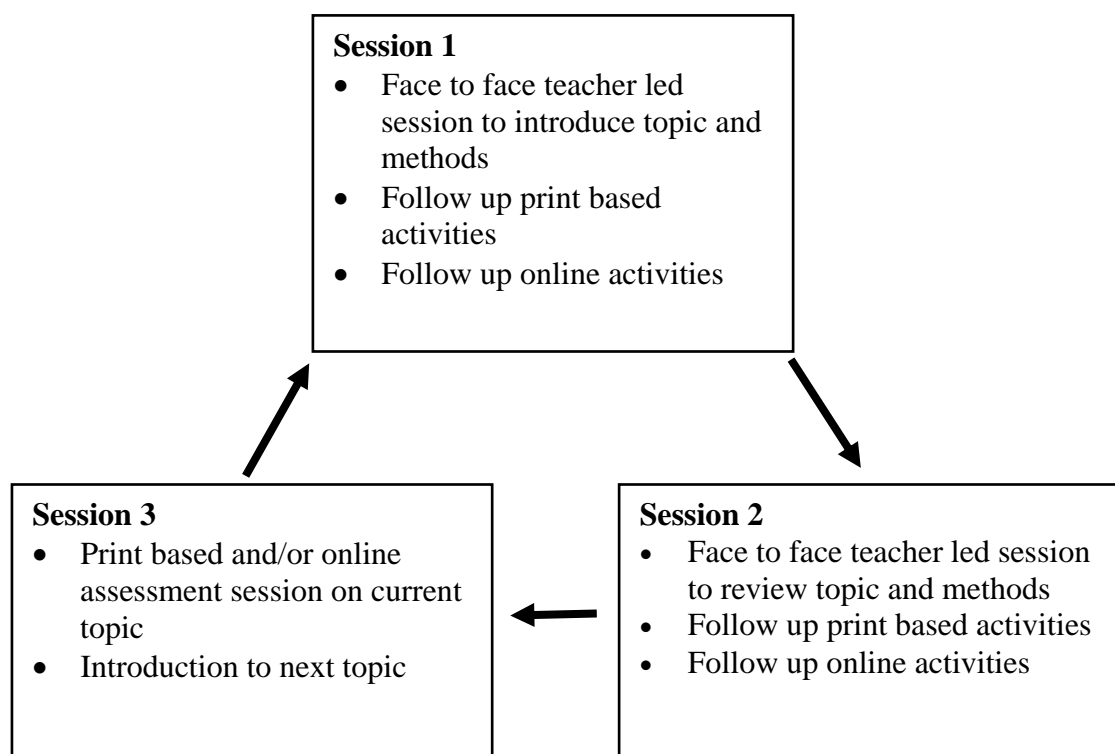 Session 1
• Face to face teacher led
session to introduce topic and
methods
• Follow up print based
activities
• Follow up online activities
Session 3
• Print based and/or online
assessment session on current
topic
• Introduction to next topic
Session 2
• Face to face teacher led session
to review topic and methods
• Follow up print based activities
• Follow up online activities